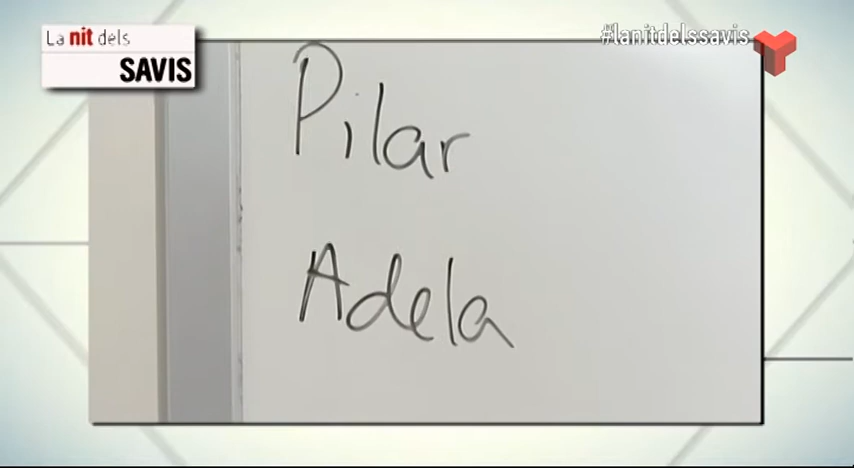 La nit dels
SAVIS
#lanitdelssavis
Pilar
Adela